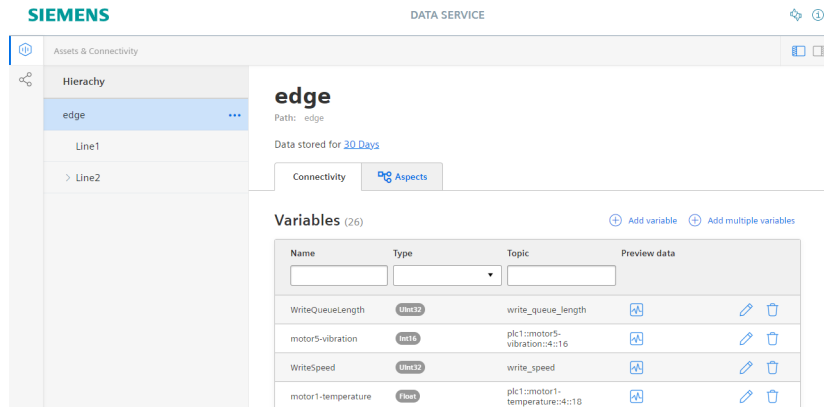 SIEMENS
DATA SERVICE
Assets & Connectivity
Hierachy
edge
Line1
Line2
edge
Path: edge
Data stored for 30 Days
Connectivity
Aspects
Variables (26)
Add variable
Add multiple variables
Name Type Topic Preview data
WriteQueueLength UInt32 write_queue_length
motor5-vibration Int16 plc1::motor5-
vibration::4::16
WriteSpeed UInt32 write_speed
motor1-temperature Float plc1::motor1-
temperature::4::18